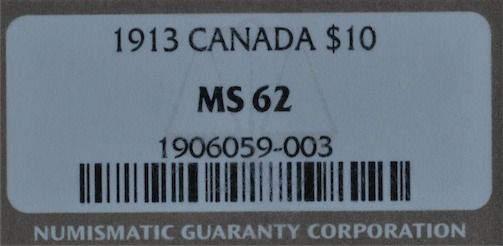 1913 CANADA $10
MS 62
1906059-003
NUMISMATIC GUARANTY CORPORATION